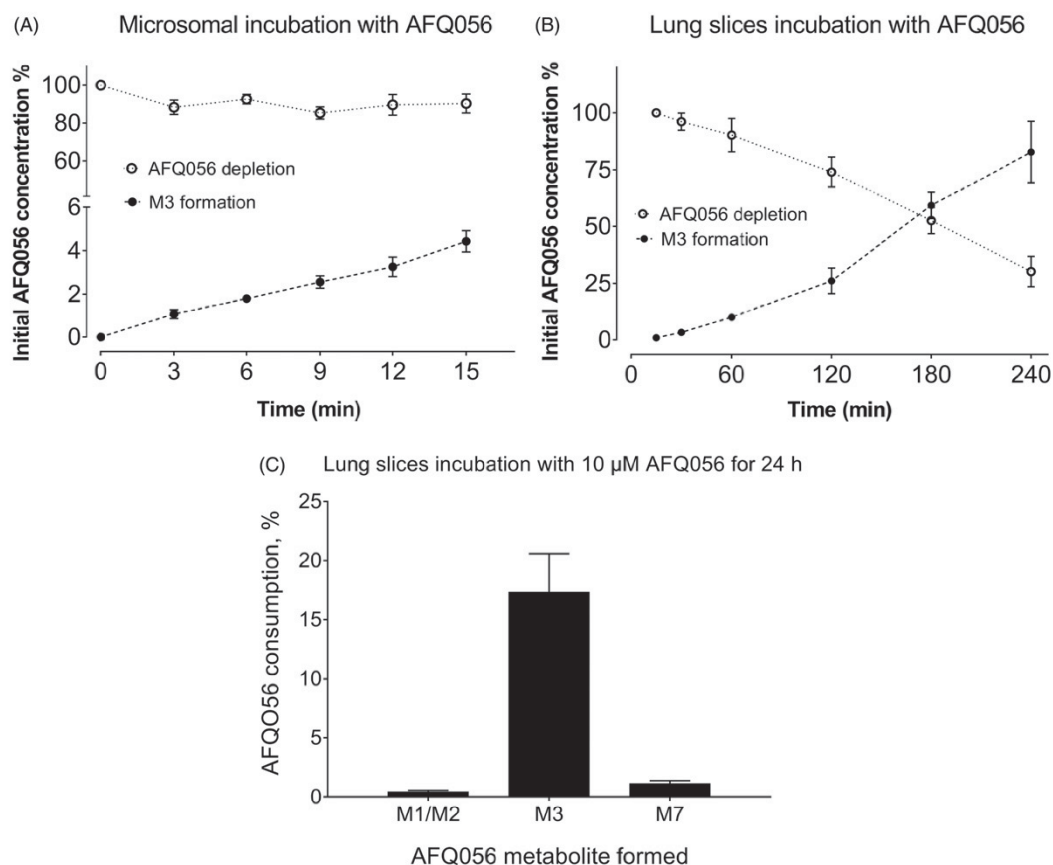 (A) Microsomal incubation with AFQ056
Initial AFQ056 concentration %
100
80
60
6
4
2
0
AFQ056 depletion
M3 formation
0 3 6 9 12 15
Time (min)
(B) Lung slices incubation with AFQ056
Initial AFQ056 concentration %
100
75
50
25
0
AFQ056 depletion
M3 formation
0 60 120 180 240
Time (min)
(C) Lung slices incubation with 10 µM AFQ056 for 24 h
AFQO56 consumption, %
25
20
15
10
5
0
M1/M2 M3 M7
AFQ056 metabolite formed